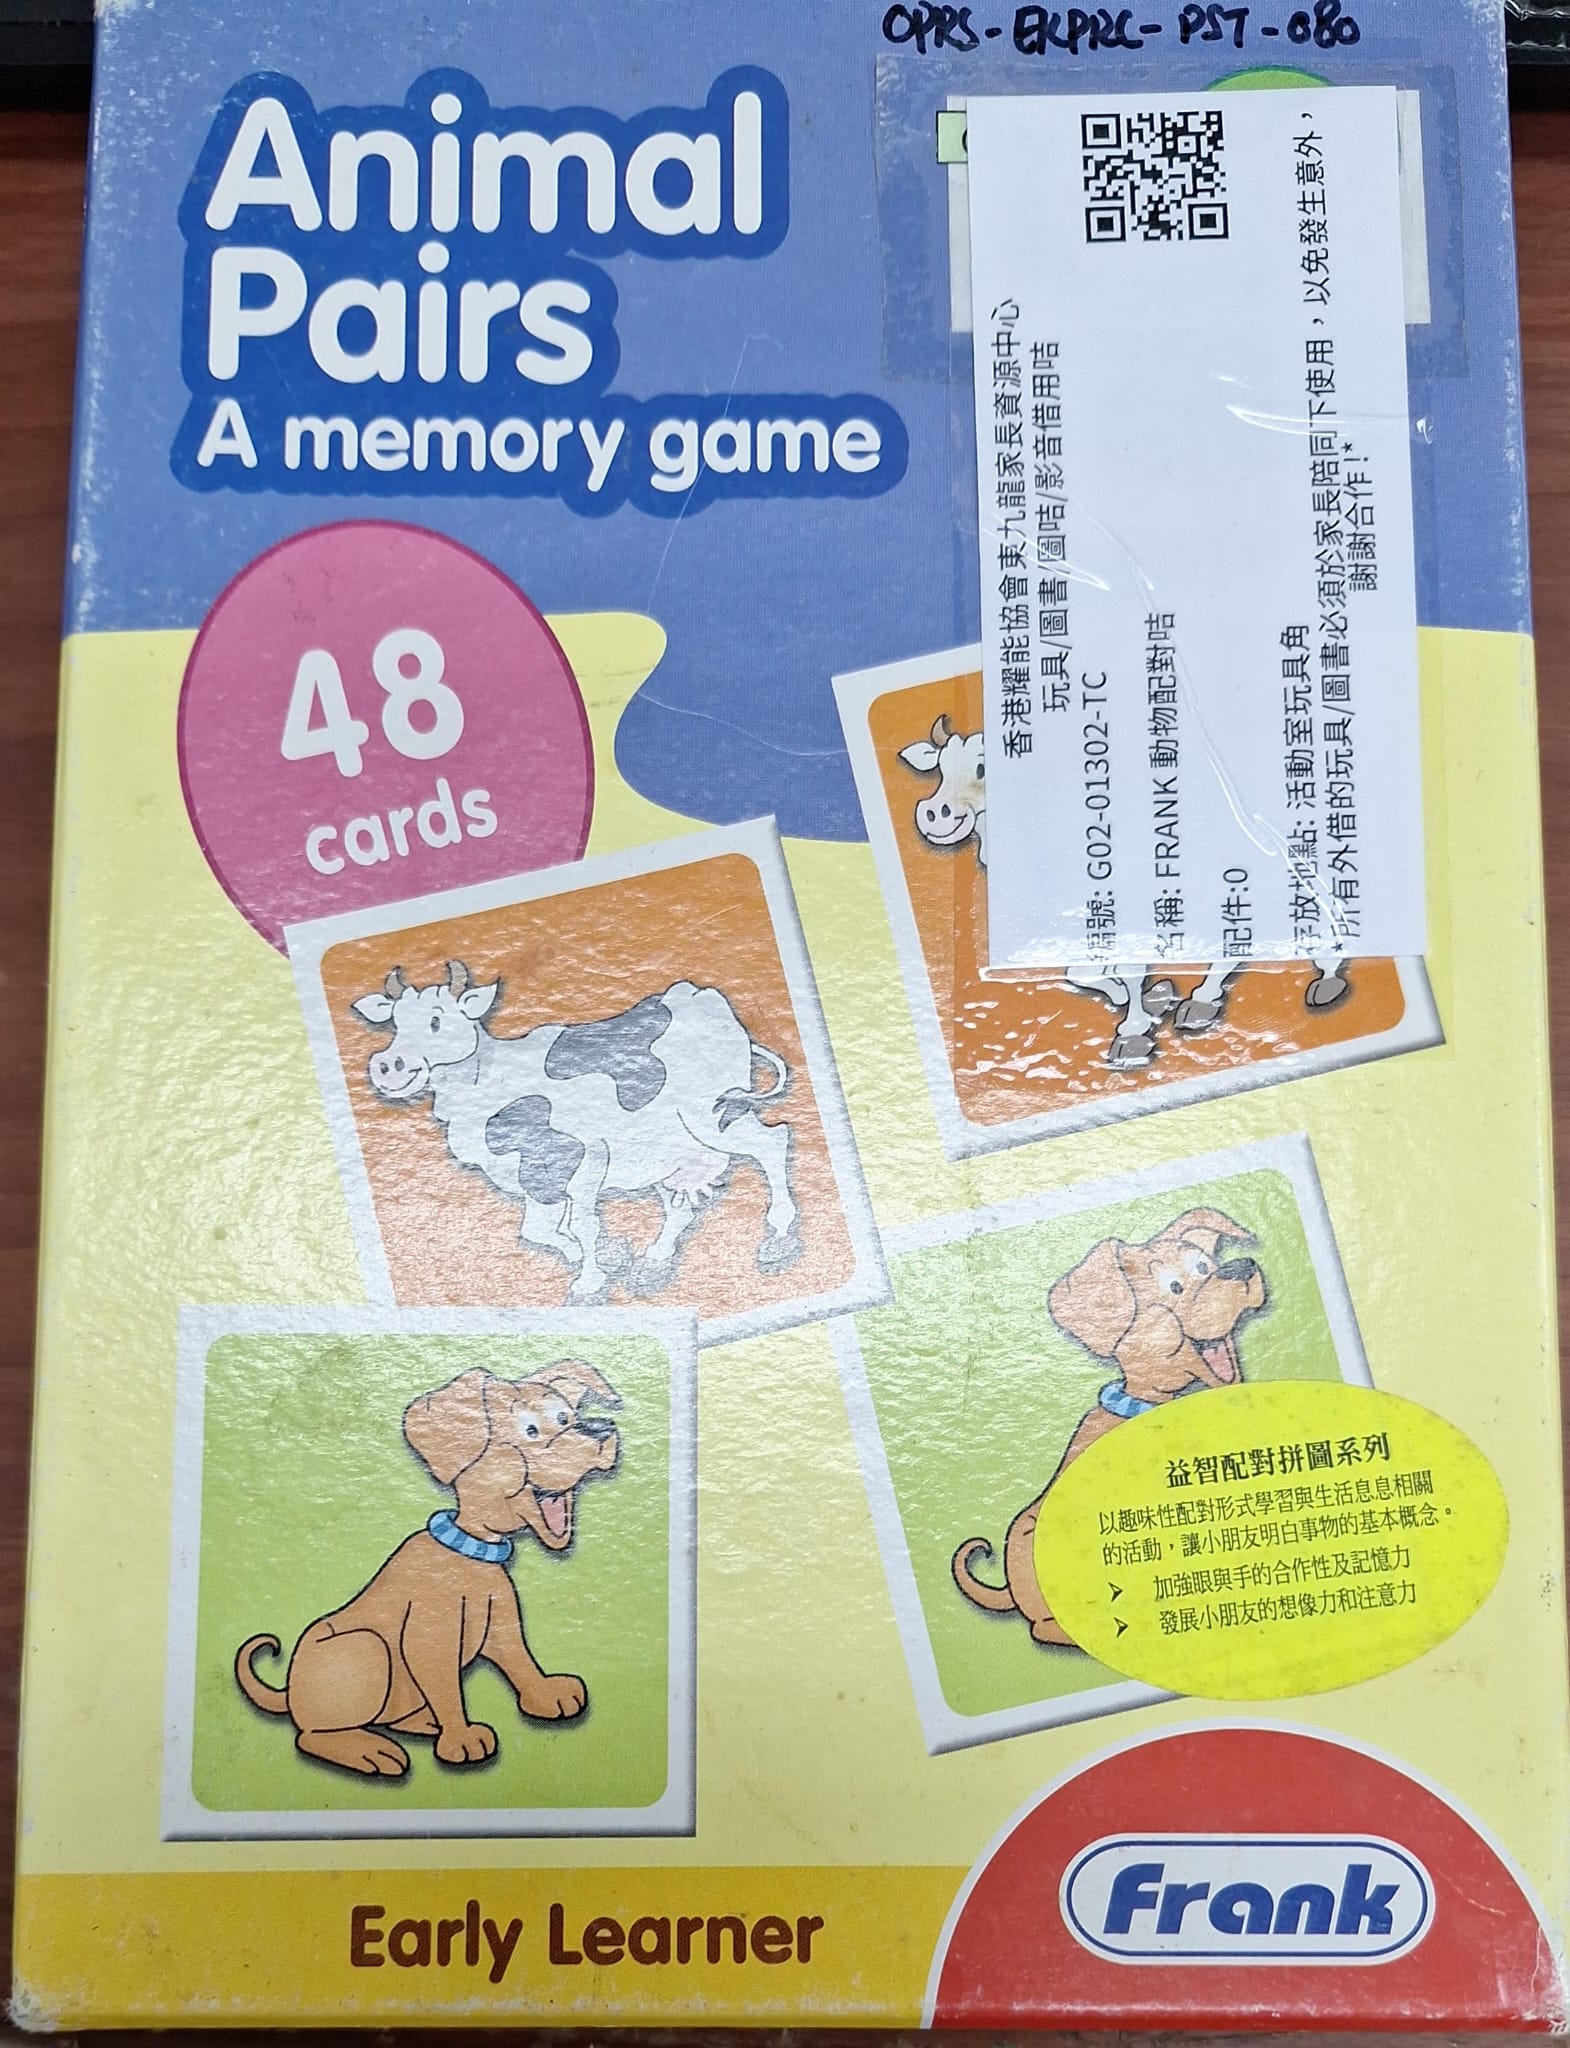 OPRS-EKPRC-PST-080
Animal
Pairs
A memory game
48
cards
香港耀能協會東九龍家長資源中心
玩具/圖書/圖咭/影音借用咭
編號: G02-01302-TC
名稱: FRANK 動物配對咭
配件:0
存放地點: 活動室玩具角
*所有外借的玩具/圖書必須於家長陪同下使用，以免發生意外，
謝謝合作！*
益智配對拼圖系列
以趣味性配對形式學習與生活息息相關
的活動，讓小朋友明白事物的基本概念。
➤ 加強眼與手的合作性及記憶力
➤ 發展小朋友的想像力和注意力
Early Learner
Frank